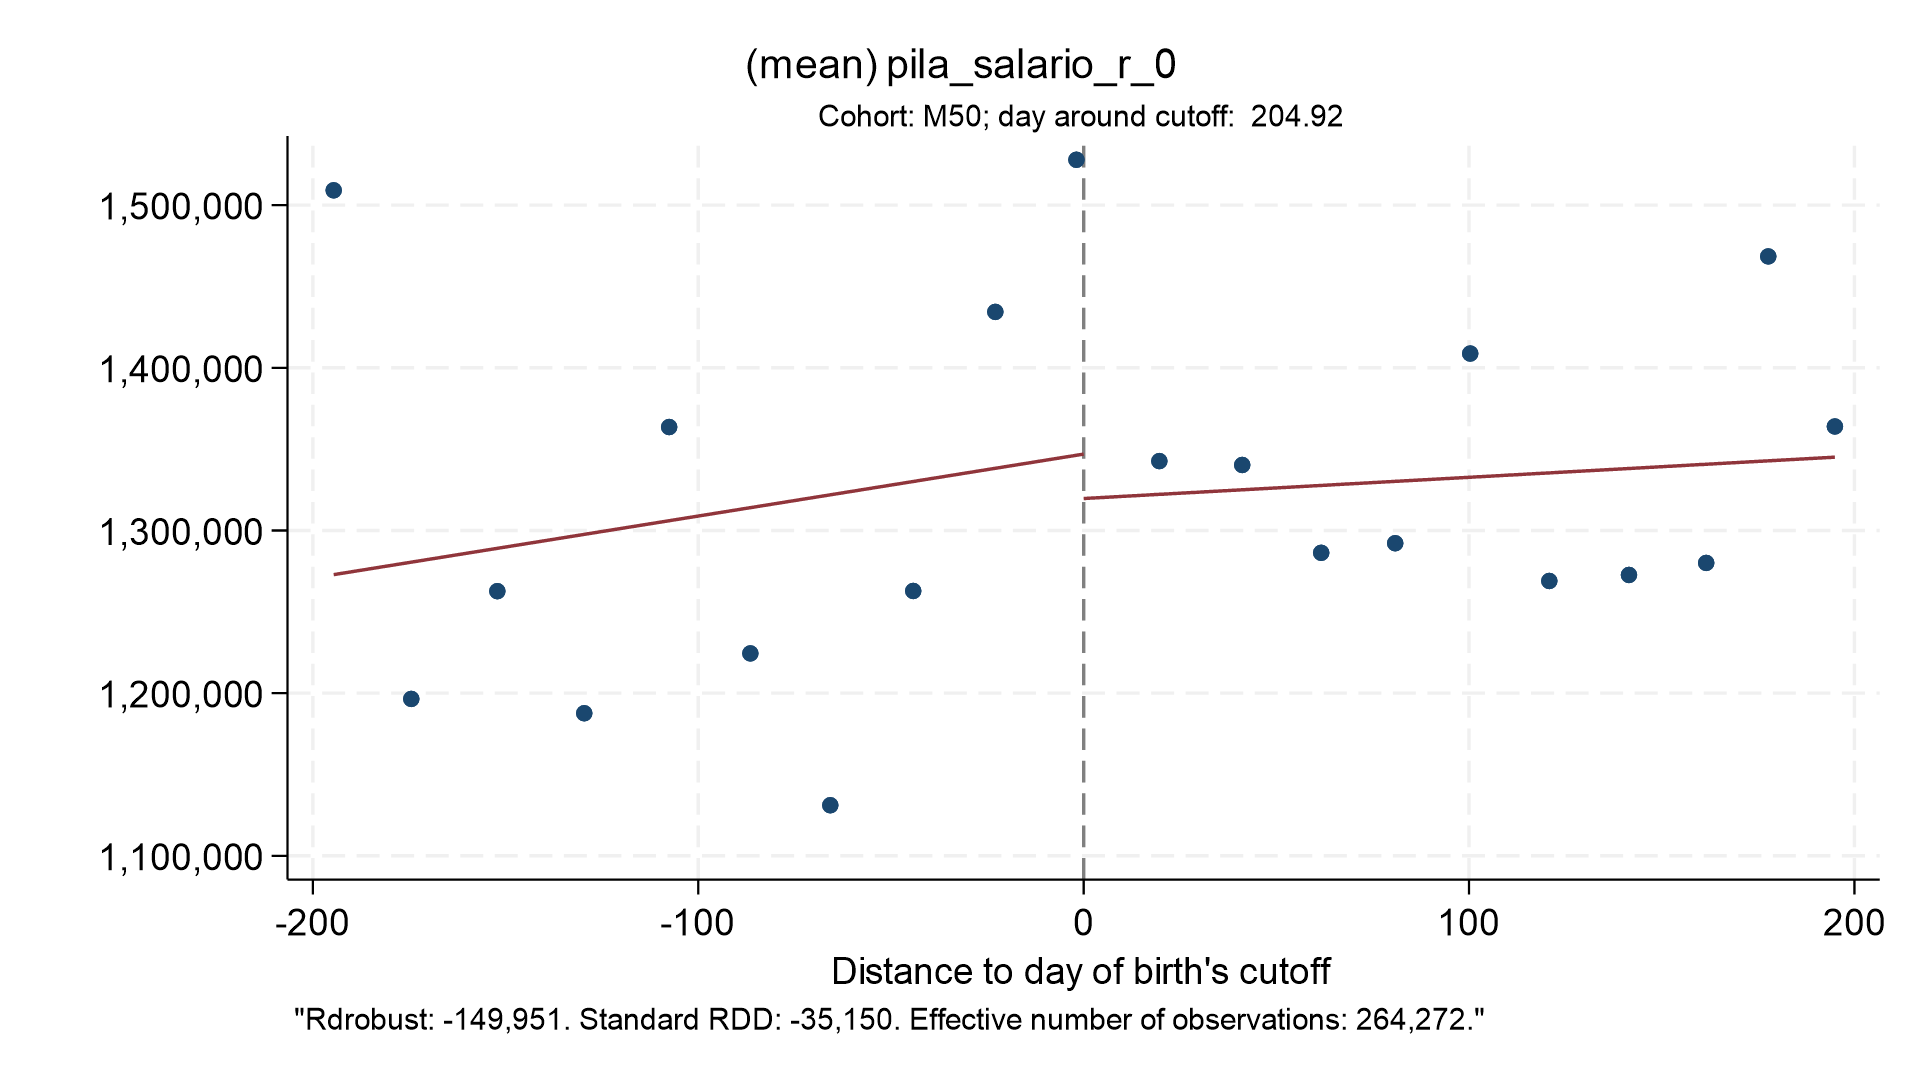 (mean) pila_salario_r_0
Cohort: M50; day around cutoff:  204.92
1,500,000
1,400,000
1,300,000
1,200,000
1,100,000
-200 -100 0 100 200
Distance to day of birth's cutoff
"Rdrobust: -149,951. Standard RDD: -35,150. Effective number of observations: 264,272."